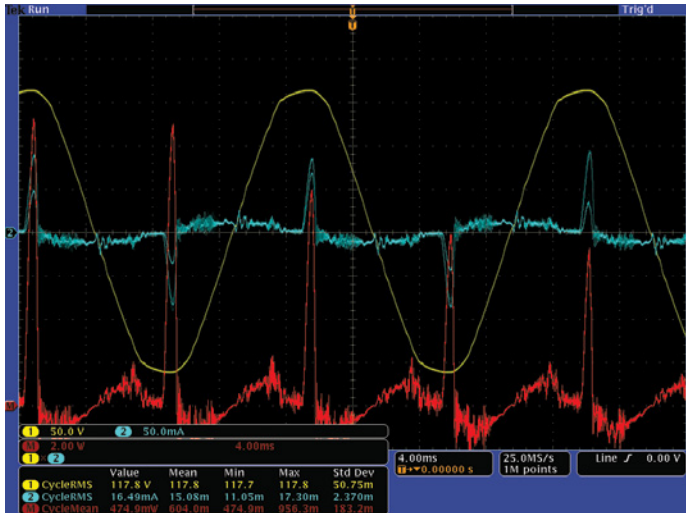 Tek Run Trig'd
T
2
M
1 50.0 V 2 50.0mA
M 2.00 W 4.00ms
1 2
4.00ms
T→▼0.00000 s
25.0MS/s
1M points
Line 0.00 V
Value Mean Min Max Std Dev
1 CycleRMS 117.8 V 117.8 117.7 117.8 50.75m
2 CycleRMS 16.49mA 15.08m 11.05m 17.30m 2.370m
M CycleMean 474.9mW 604.0m 474.9m 956.3m 183.2m